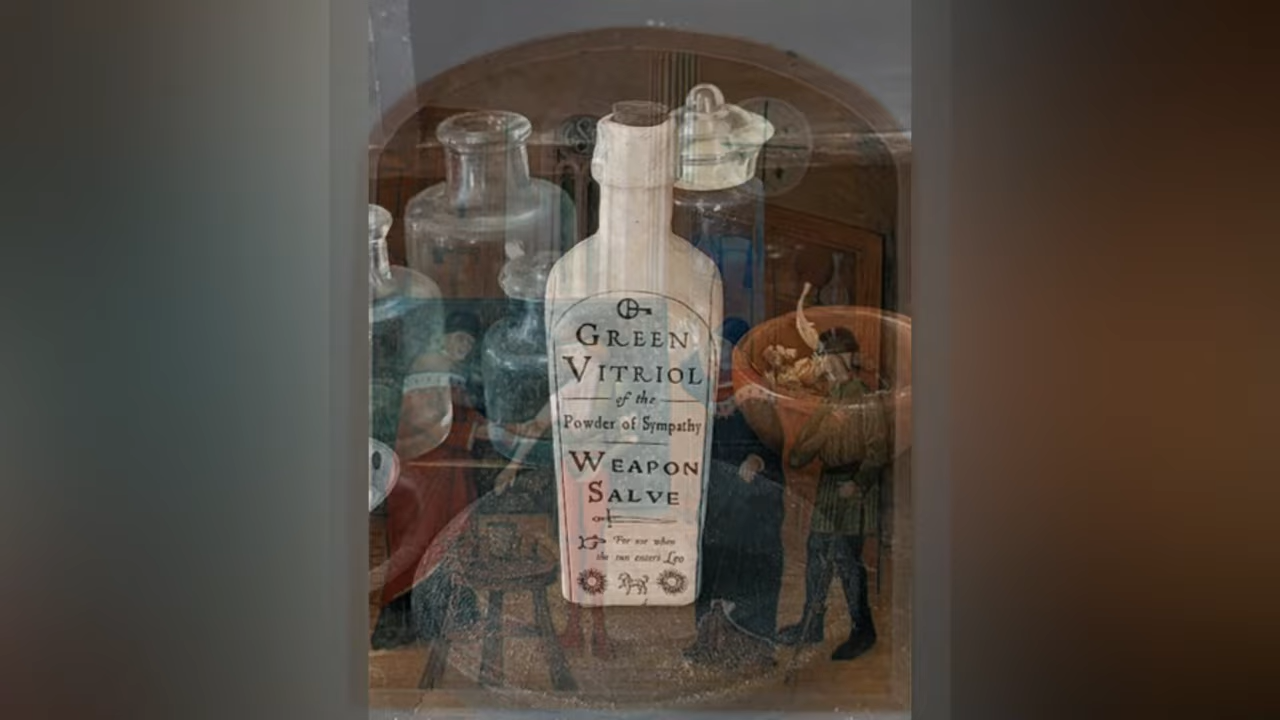 GREEN
VITRIOL
of the
Powder of Sympathy
WEAPON
SALVE
For use when
the sun enters Leo